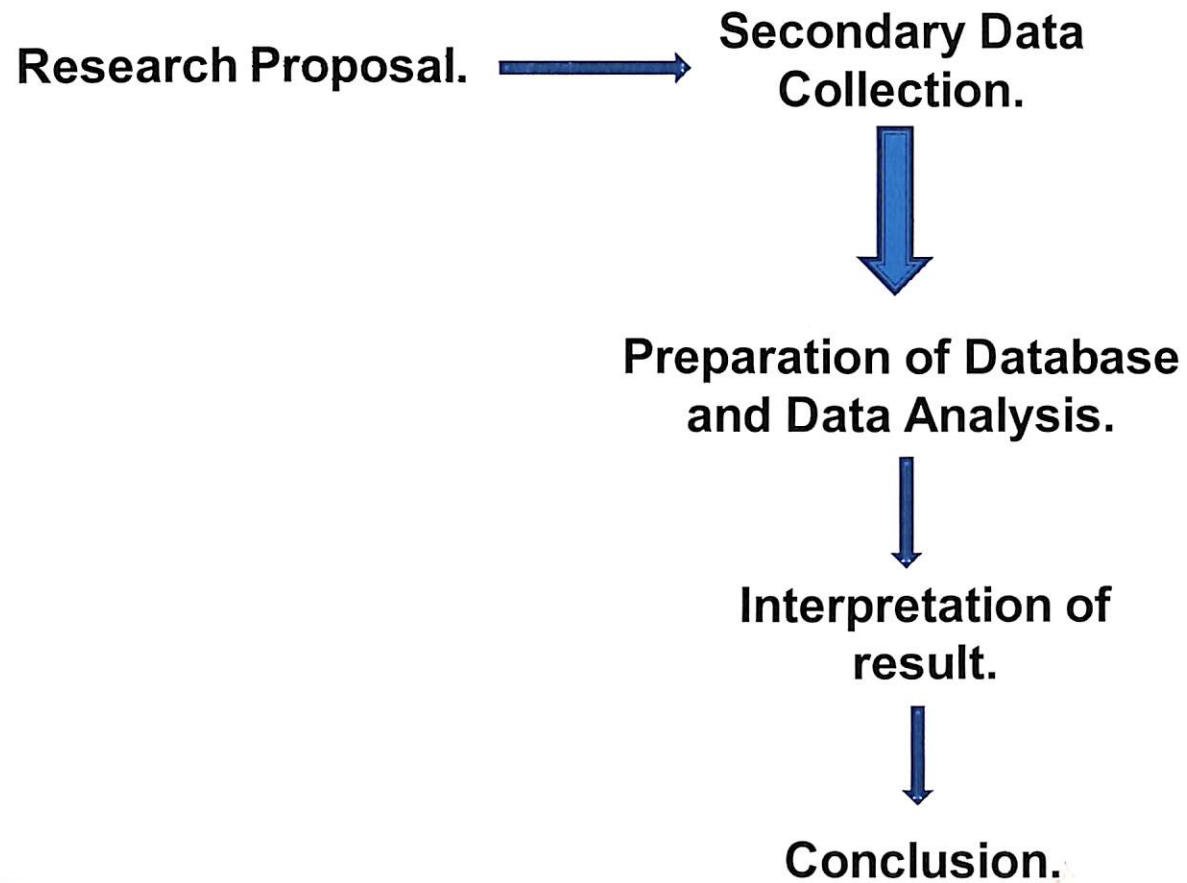 Research Proposal.
Secondary Data
Collection.
Preparation of Database
and Data Analysis.
Interpretation of
result.
Conclusion.